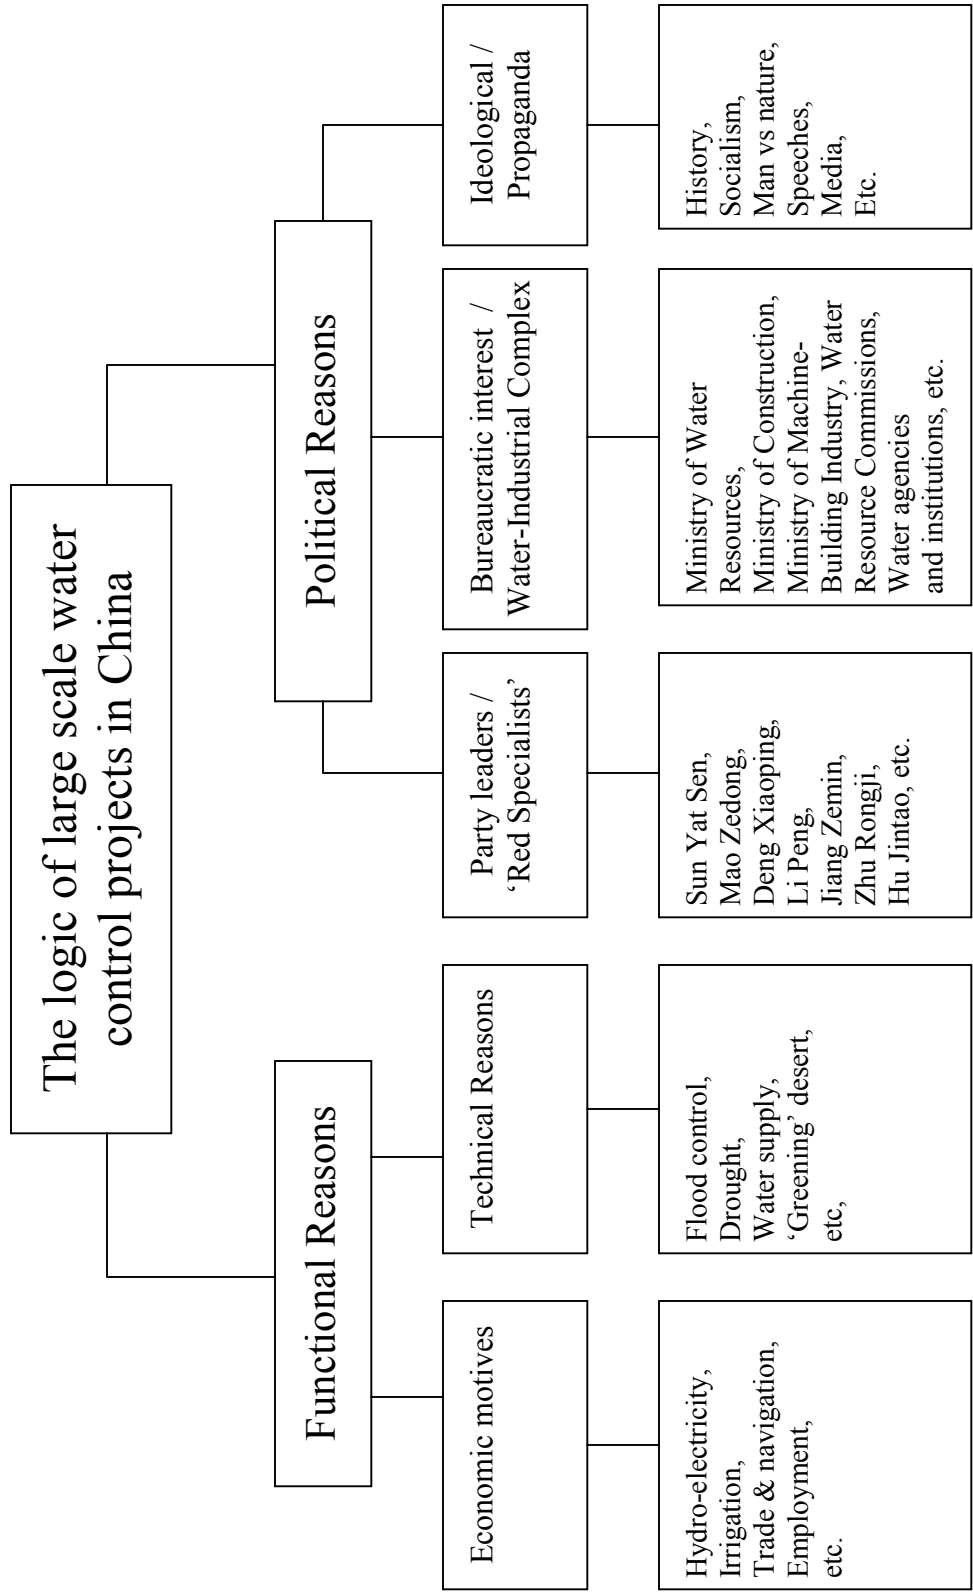 The logic of large scale water
control projects in China
Functional Reasons
Political Reasons
Economic motives
Technical Reasons
Party leaders /
‘Red Specialists’
Bureaucratic interest /
Water-Industrial Complex
Ideological /
Propaganda
Hydro-electricity,
Irrigation,
Trade & navigation,
Employment,
etc.
Flood control,
Drought,
Water supply,
‘Greening’ desert,
etc,
Sun Yat Sen,
Mao Zedong,
Deng Xiaoping,
Li Peng,
Jiang Zemin,
Zhu Rongji,
Hu Jintao, etc.
Ministry of Water
Resources,
Ministry of Construction,
Ministry of Machine-
Building Industry, Water
Resource Commissions,
Water agencies
and institutions, etc.
History,
Socialism,
Man vs nature,
Speeches,
Media,
Etc.